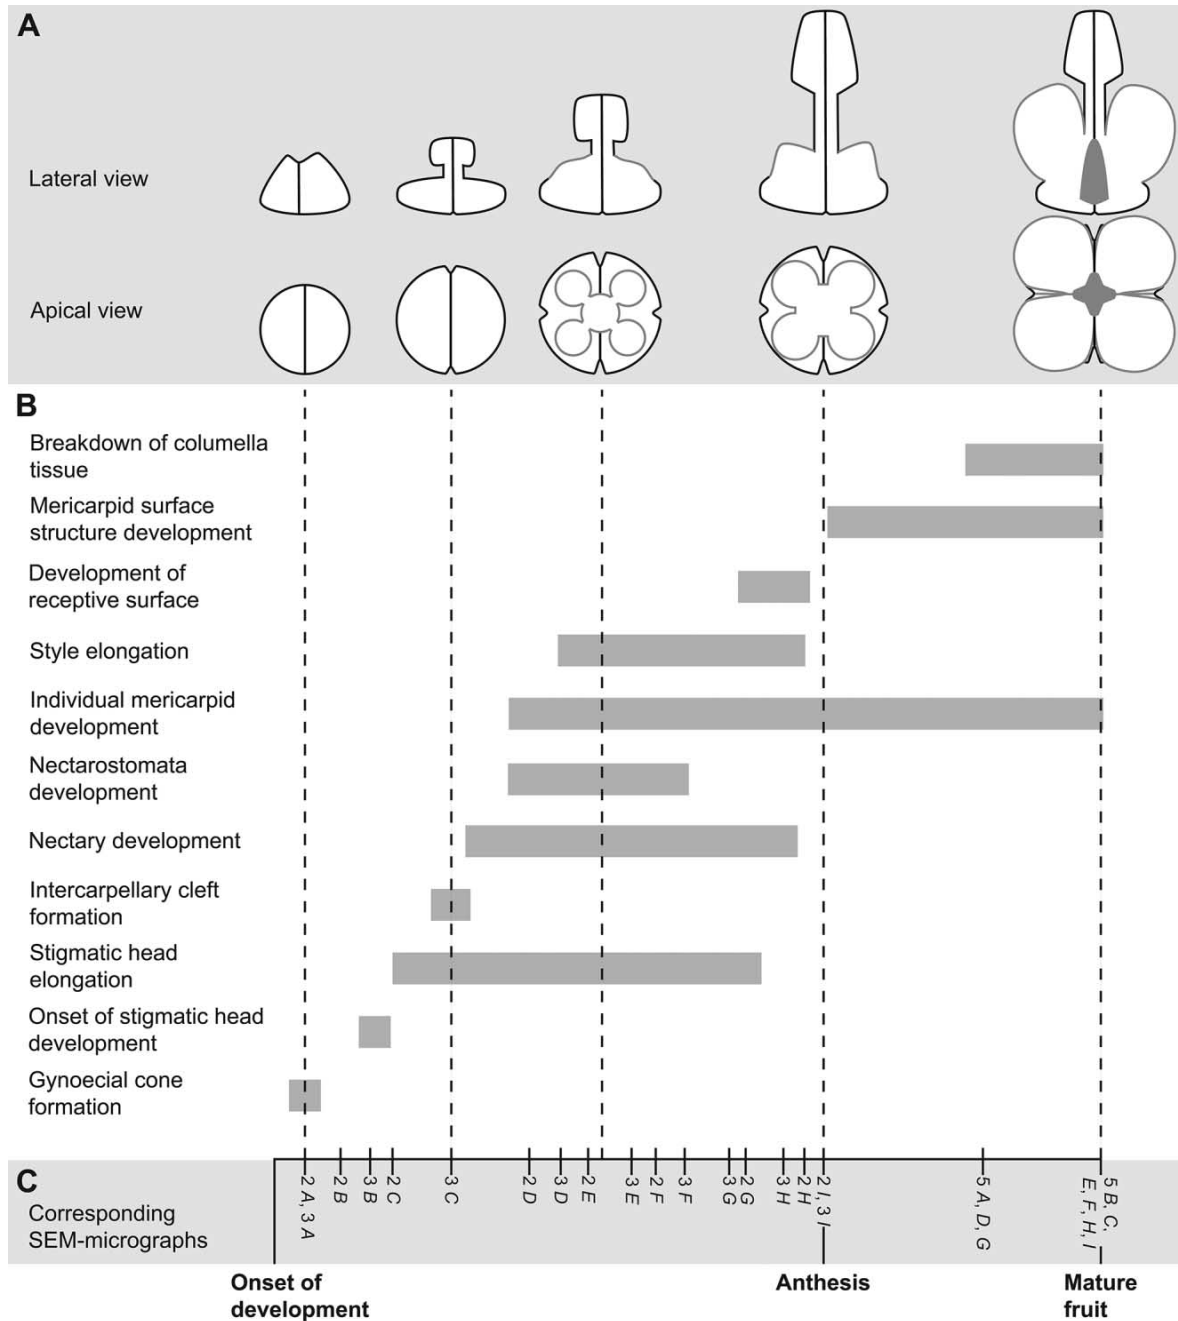 A
Lateral view
Apical view
B
Breakdown of columella
tissue
Mericarpid surface
structure development
Development of
receptive surface
Style elongation
Individual mericarpid
development
Nectarostomata
development
Nectary development
Intercarpellary cleft
formation
Stigmatic head
elongation
Onset of stigmatic head
development
Gynoecial cone
formation
C
Corresponding
SEM-micrographs
2 A, 3 A
2 B
3 B
2 C
3 C
2 D
3 D
2 E
3 E
2 F
3 F
3 G
2 G
3 H
2 H
2 I, 3 I
5 A, D, G
5 B, C,
E, F, H, I
Onset of
development
Anthesis
Mature
fruit